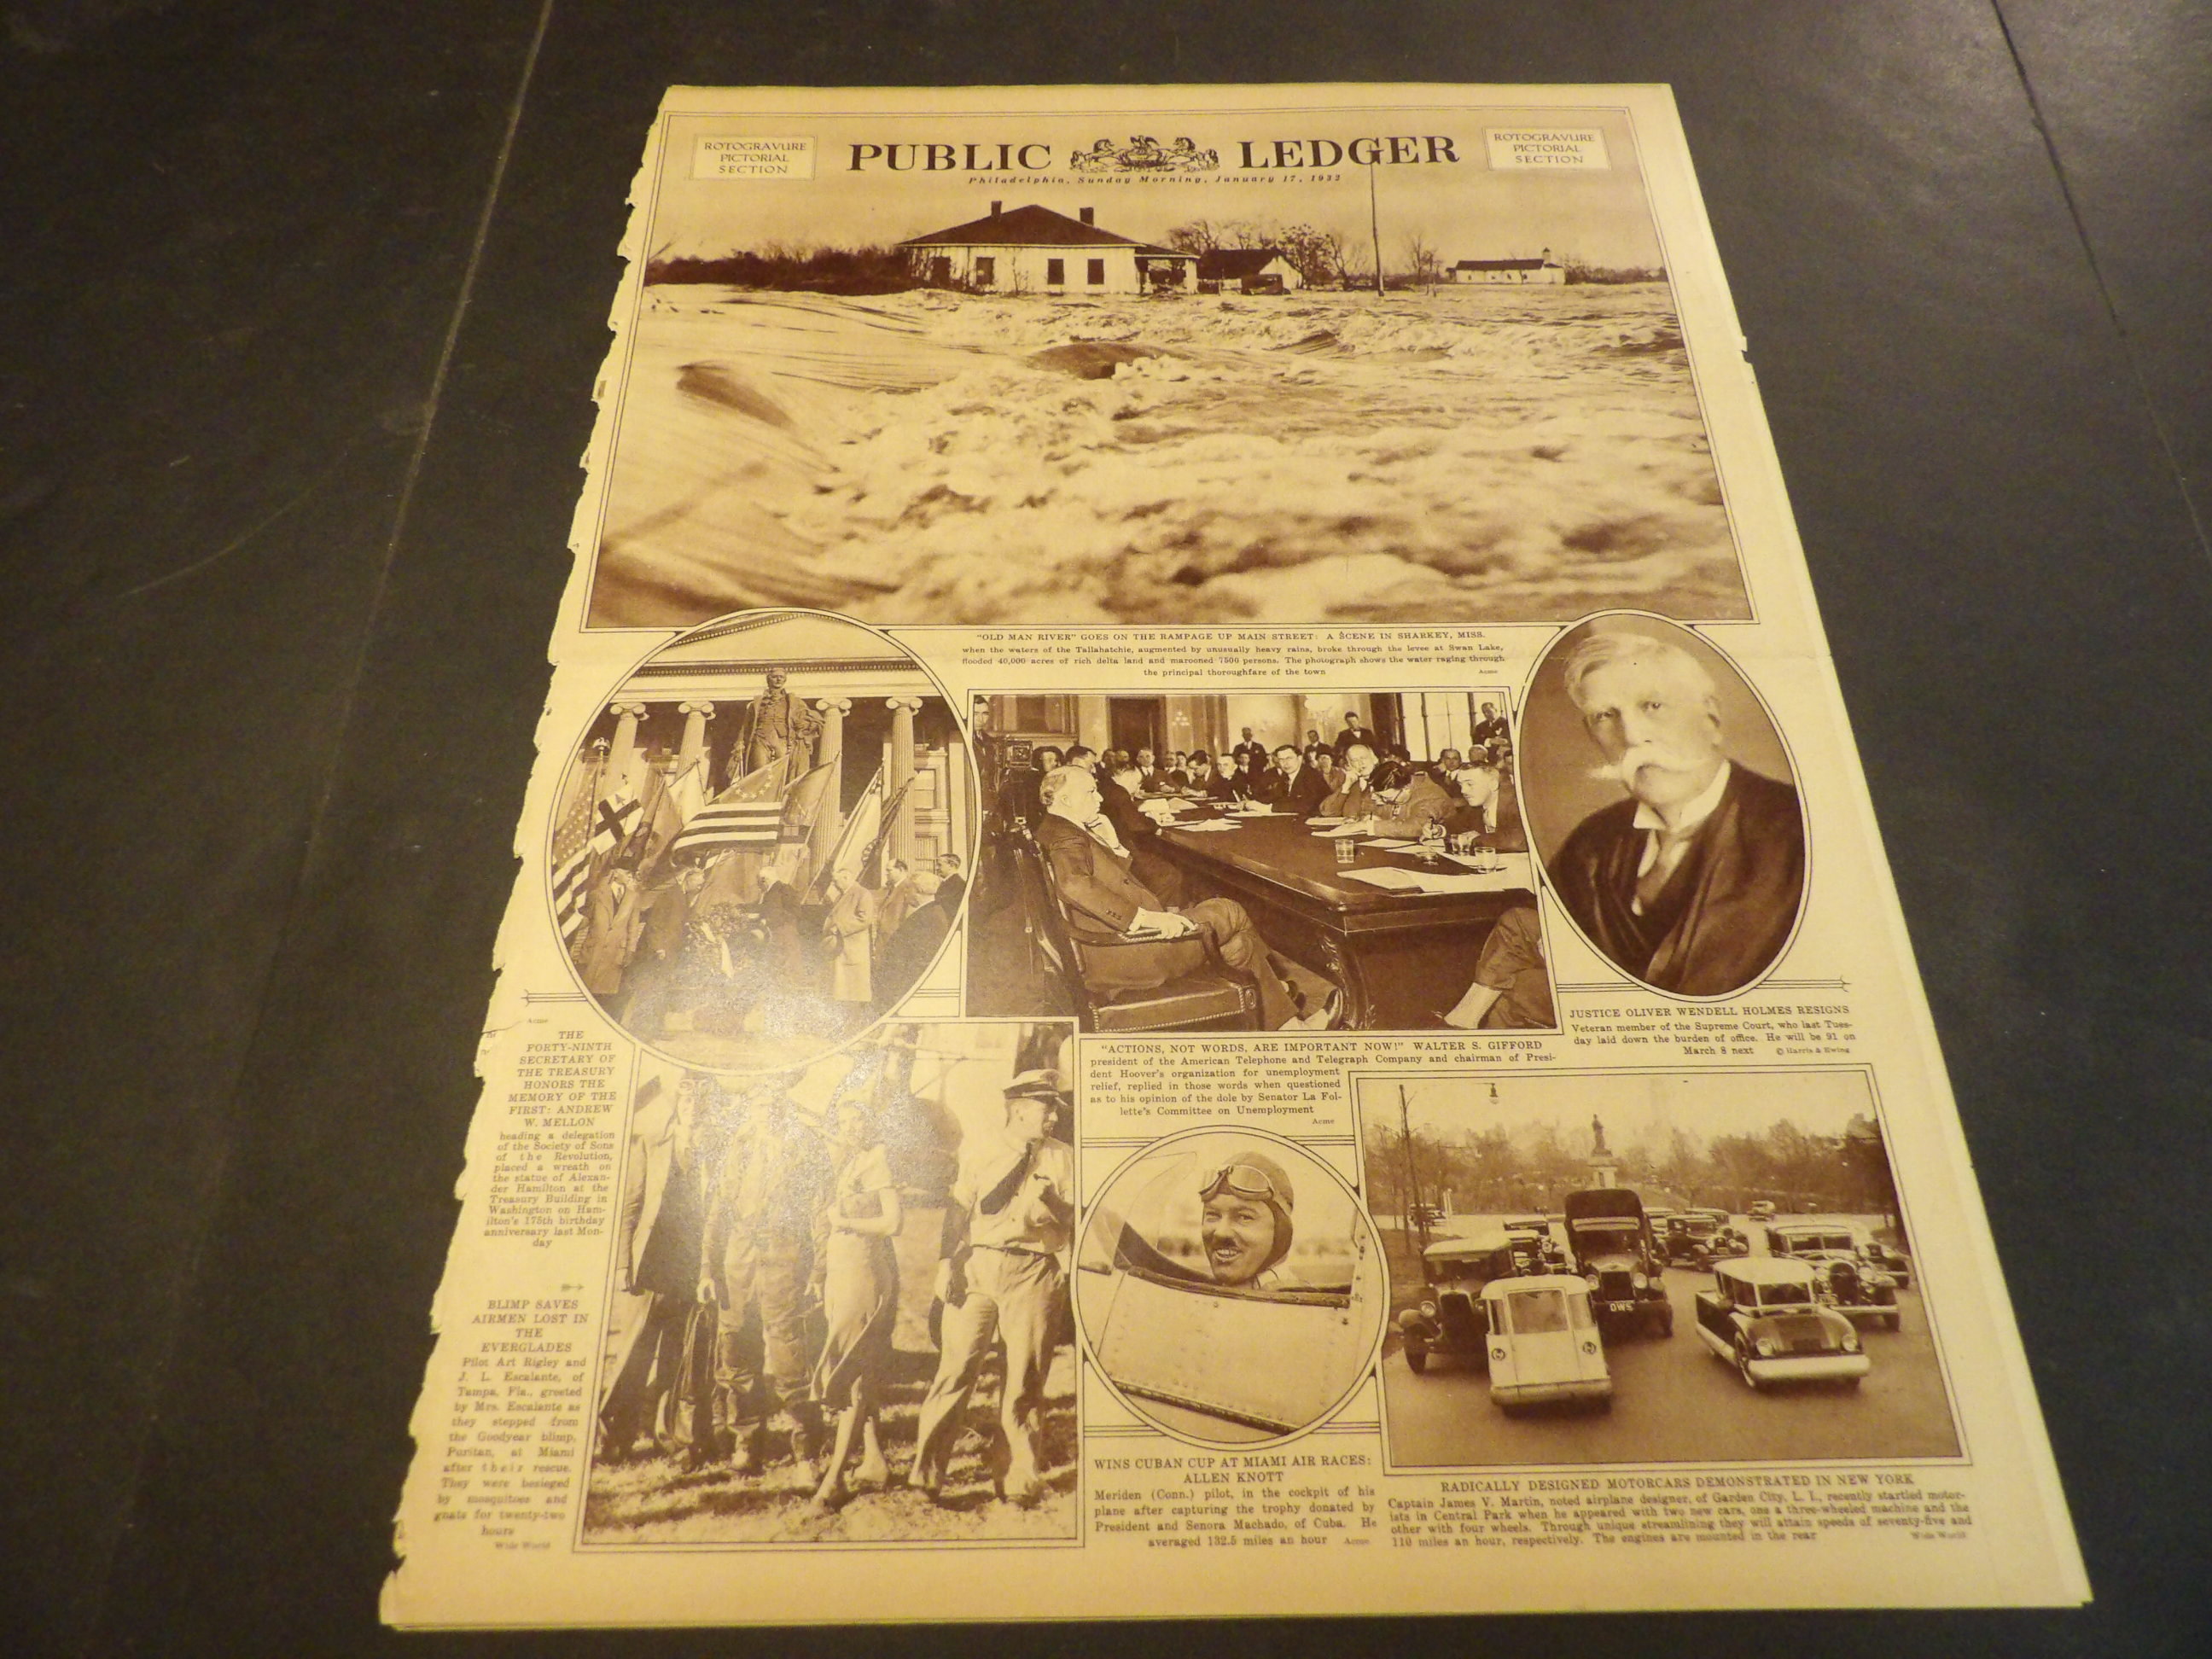 ROTOGRAVURE
PICTORIAL
SECTION
PUBLIC LEDGER
Philadelphia, Sunday Morning, January 17, 1932
ROTOGRAVURE
PICTORIAL
SECTION
"OLD MAN RIVER" GOES ON THE RAMPAGE UP MAIN STREET: A SCENE IN SHARKEY, MISS.
when the waters of the Tallahatchie, augmented by unusually heavy rains, broke through the levee at Swan Lake,
flooded 40,000 acres of rich delta land and marooned 7500 persons. The photograph shows the water raging through
the principal thoroughfare of the town
Acme
Acme
THE
FORTY-NINTH
SECRETARY OF
THE TREASURY
HONORS THE
MEMORY OF THE
FIRST: ANDREW
W. MELLON
heading a delegation
of the Society of Sons
of the Revolution,
placed a wreath on
the statue of Alexan-
der Hamilton at the
Treasury Building in
Washington on Ham-
ilton's 175th birthday
anniversary last Mon-
day
"ACTIONS, NOT WORDS, ARE IMPORTANT NOW!" WALTER S. GIFFORD
president of the American Telephone and Telegraph Company and chairman of Presi-
dent Hoover's organization for unemployment
relief, replied in those words when questioned
as to his opinion of the dole by Senator La Fol-
lette's Committee on Unemployment
Acme
JUSTICE OLIVER WENDELL HOLMES RESIGNS
Veteran member of the Supreme Court, who last Tues-
day laid down the burden of office. He will be 91 on
March 8 next © Harris & Ewing
BLIMP SAVES
AIRMEN LOST IN
THE
EVERGLADES
Pilot Art Rigley and
J. L. Escalante, of
Tampa, Fla., greeted
by Mrs. Escalante as
they stepped from
the Goodyear blimp,
Puritan, at Miami
after their rescue.
They were besieged
by mosquitoes and
gnats for twenty-two
hours
Wide World
WINS CUBAN CUP AT MIAMI AIR RACES:
ALLEN KNOTT
Meriden (Conn.) pilot, in the cockpit of his
plane after capturing the trophy donated by
President and Senora Machado, of Cuba. He
averaged 132.5 miles an hour Acme
DW5
RADICALLY DESIGNED MOTORCARS DEMONSTRATED IN NEW YORK
Captain James V. Martin, noted airplane designer, of Garden City, L. I., recently startled motor-
ists in Central Park when he appeared with two new cars, one a three-wheeled machine and the
other with four wheels. Through unique streamlining they will attain speeds of seventy-five and
110 miles an hour, respectively. The engines are mounted in the rear
Wide World